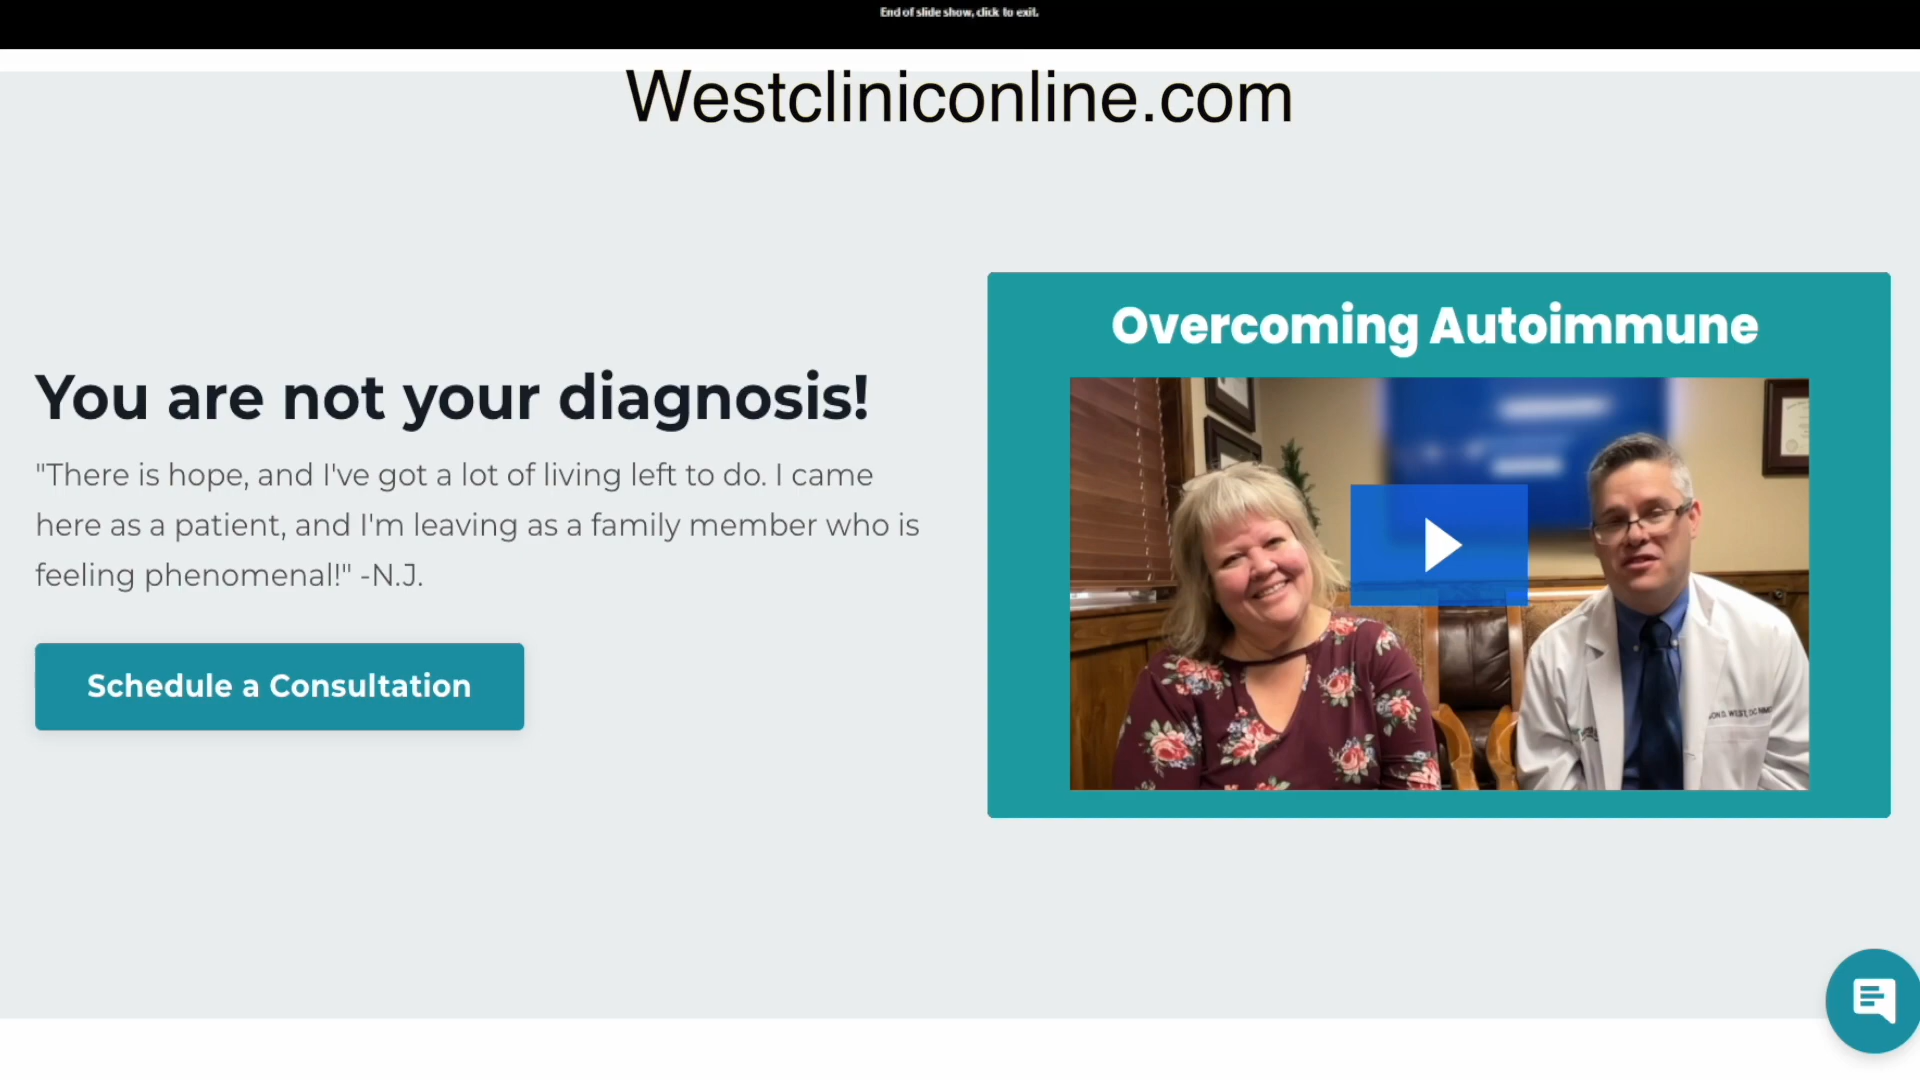 End of slide show, click to exit.
Westcliniconline.com
Overcoming Autoimmune
You are not your diagnosis!
"There is hope, and I've got a lot of living left to do. I came
here as a patient, and I'm leaving as a family member who is
feeling phenomenal!" -N.J.
Schedule a Consultation